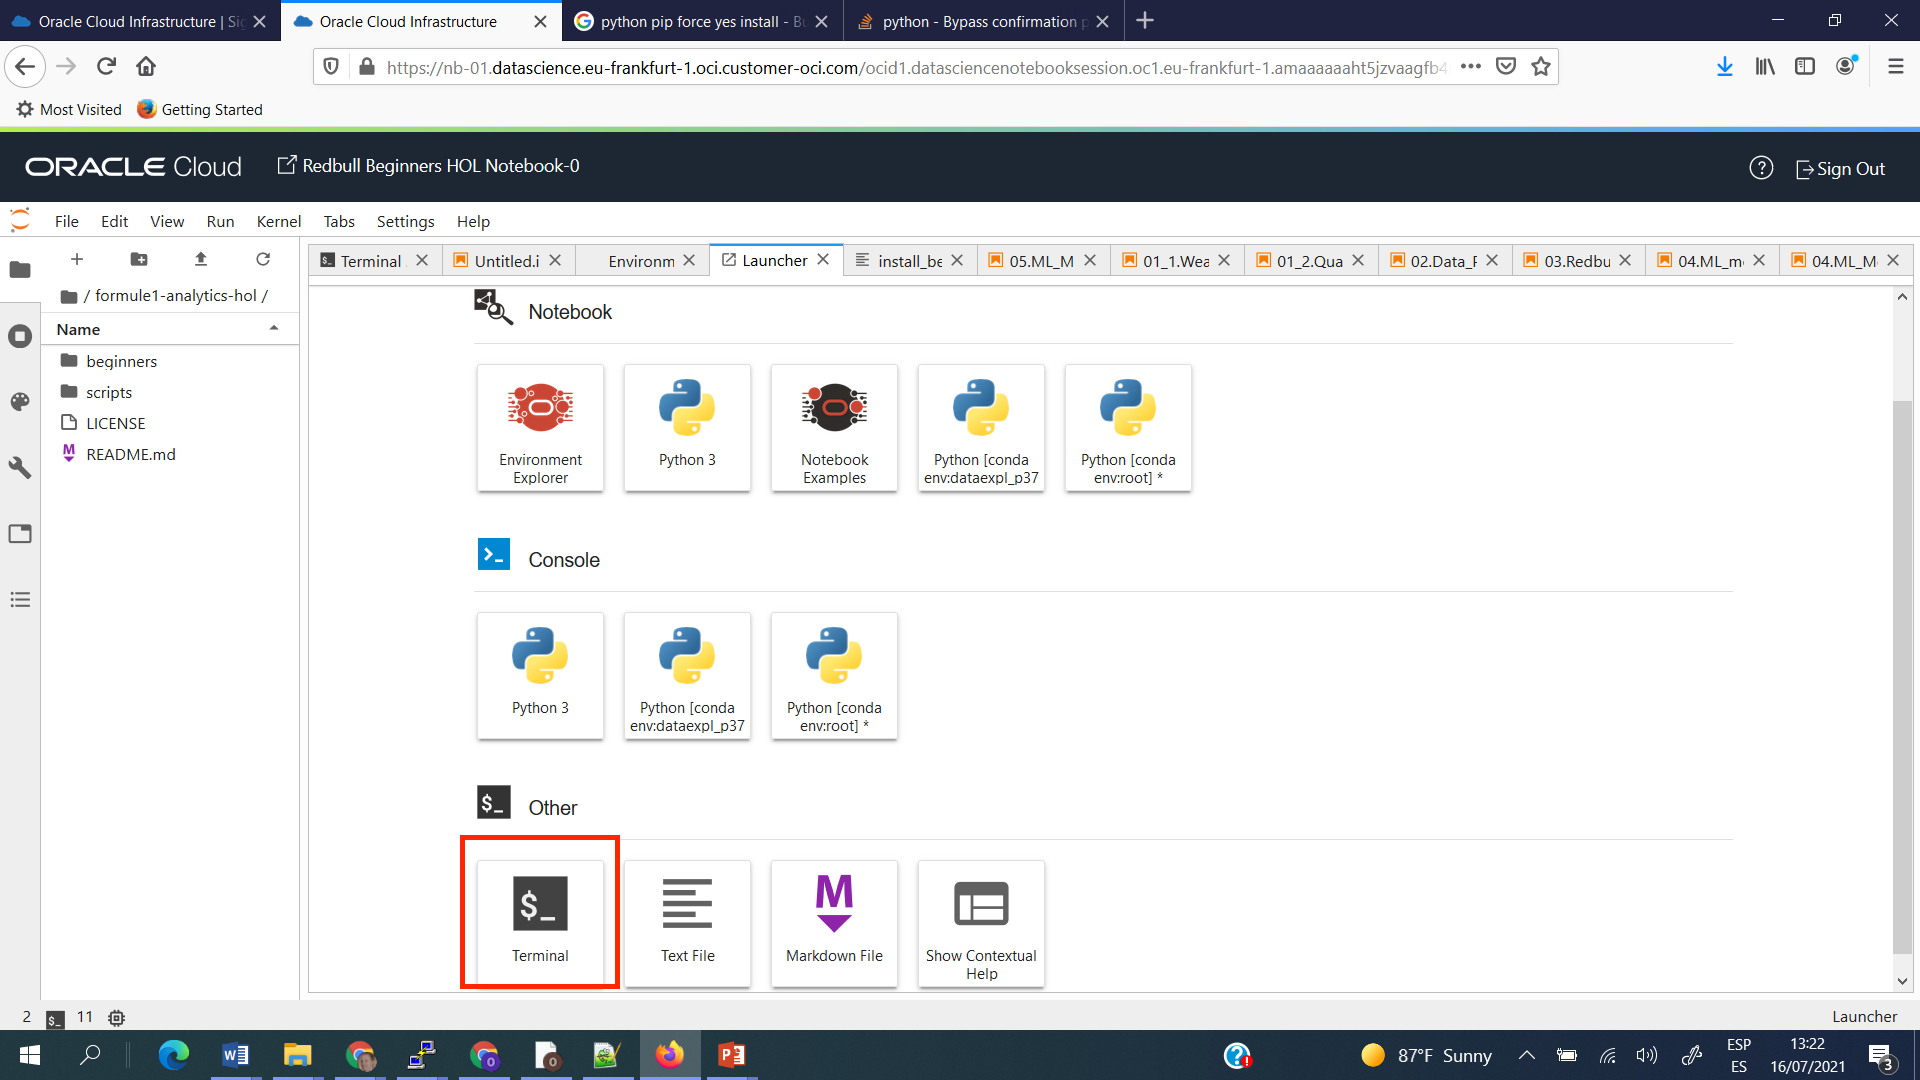 Oracle Cloud Infrastructure | Sig
Oracle Cloud Infrastructure
python pip force yes install - Bu
python - Bypass confirmation p
https://nb-01.datascience.eu-frankfurt-1.oci.customer-oci.com/ocid1.datasciencenotebooksession.oc1.eu-frankfurt-1.amaaaaaaht5jzvaagfb4
Most Visited
Getting Started
ORACLE Cloud
Redbull Beginners HOL Notebook-0
? Sign Out
File Edit View Run Kernel Tabs Settings Help
Terminal
Untitled.i
Environm
Launcher
install_be
05.ML_M
01_1.Wea
01_2.Qua
02.Data_P
03.Redbu
04.ML_m
04.ML_M
/ formule1-analytics-hol /
Name
beginners
scripts
LICENSE
M README.md
Notebook
Environment
Explorer
Python 3
Notebook
Examples
Python [conda
env:dataexpl_p37
Python [conda
env:root] *
Console
Python 3
Python [conda
env:dataexpl_p37
Python [conda
env:root] *
$_ Other
$_
Terminal
Text File
M
Markdown File
Show Contextual
Help
2 $_ 11
Launcher
87°F Sunny
ESP
ES
13:22
16/07/2021
3